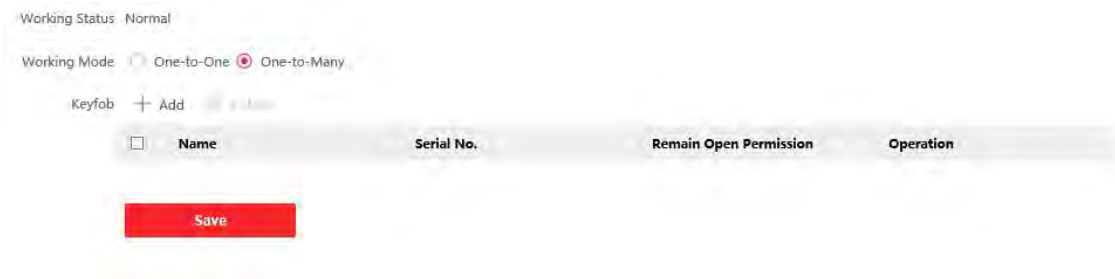 Working Status Normal
Working Mode One-to-One One-to-Many
Keyfob + Add
Name Serial No. Remain Open Permission Operation
Save